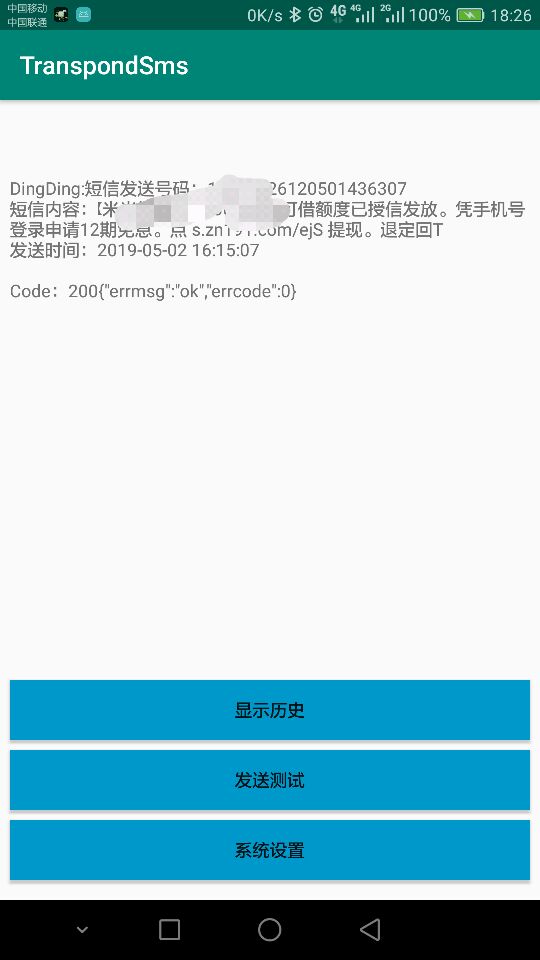 中国移动
中国联通
0K/s 4G 4G 2G 100% 18:26
TranspondSms
DingDing:短信发送号码：1 26120501436307
短信内容：【米 可借额度已授信发放。凭手机号
登录申请12期免息。点 s.zn191.com/ejS 提现。退定回T
发送时间：2019-05-02 16:15:07
Code：200{"errmsg":"ok","errcode":0}
显示历史
发送测试
系统设置